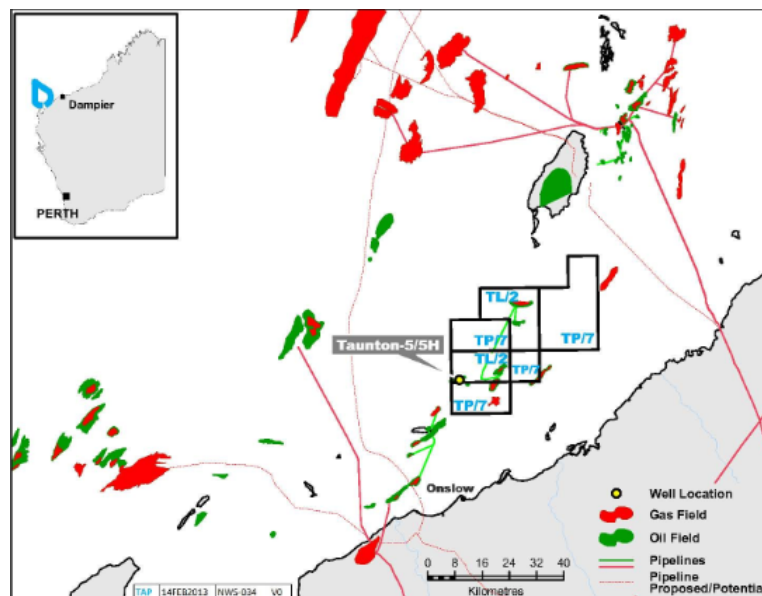 Dampier
PERTH
TL/2
TP/7
TP/7
Taunton-5/5H
TL/2
TP/7
TP/7
Onslow
Well Location
Gas Field
Oil Field
Pipelines
Pipeline
Proposed/Potential
0 8 16 24 32 40
Kilometres
TAP 14FEB2013 NWS-034 V0